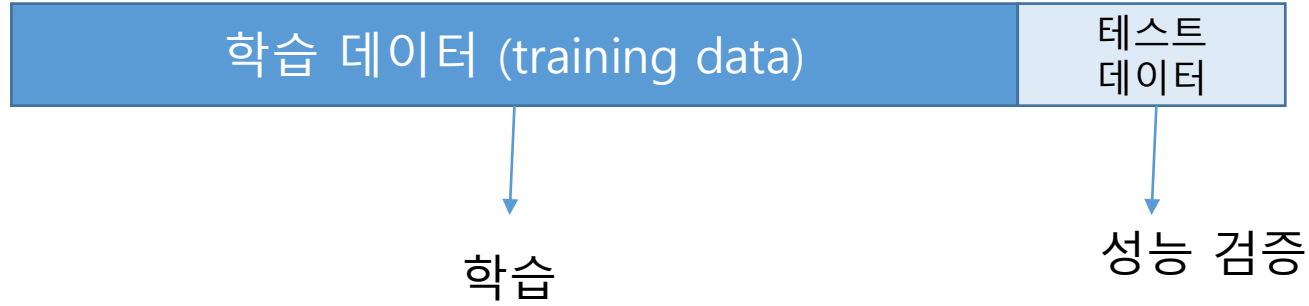 학습 데이터 (training data)
테스트
데이터
학습
성능 검증